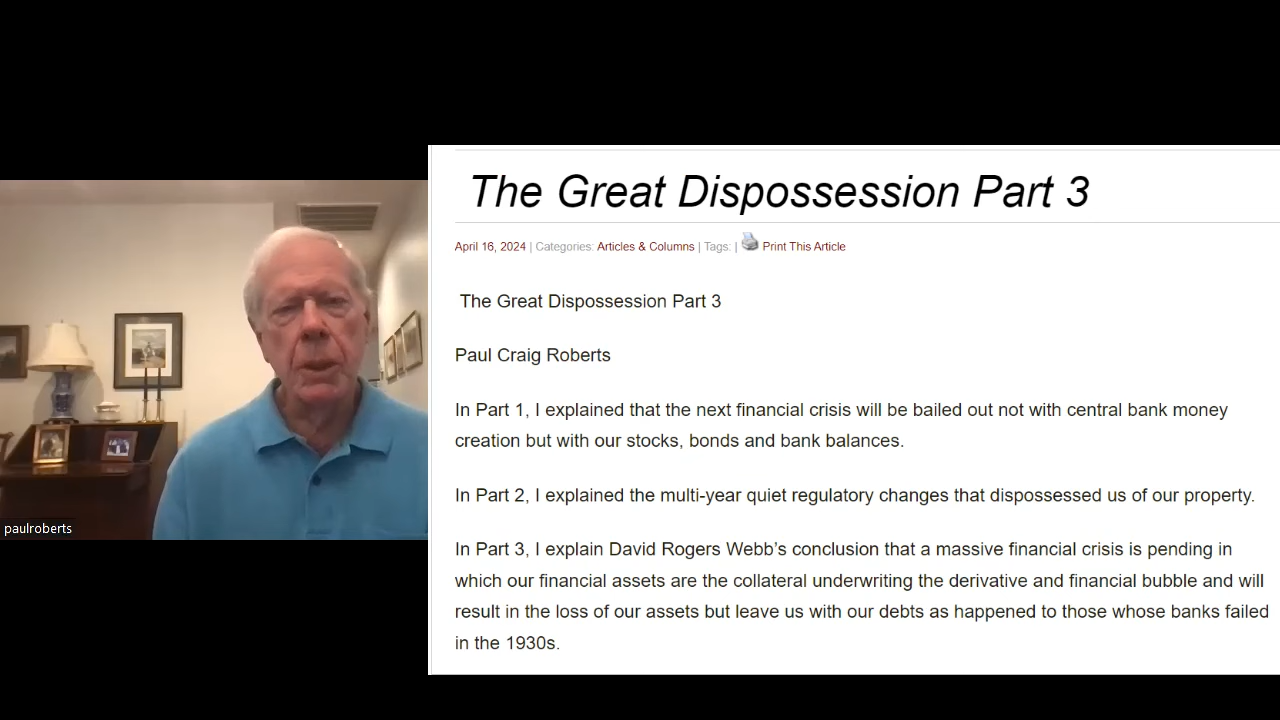 The Great Dispossession Part 3
April 16, 2024 | Categories: Articles & Columns | Tags: | Print This Article
The Great Dispossession Part 3
Paul Craig Roberts
In Part 1, I explained that the next financial crisis will be bailed out not with central bank money
creation but with our stocks, bonds and bank balances.
In Part 2, I explained the multi-year quiet regulatory changes that dispossessed us of our property.
In Part 3, I explain David Rogers Webb’s conclusion that a massive financial crisis is pending in
which our financial assets are the collateral underwriting the derivative and financial bubble and will
result in the loss of our assets but leave us with our debts as happened to those whose banks failed
in the 1930s.
paulroberts